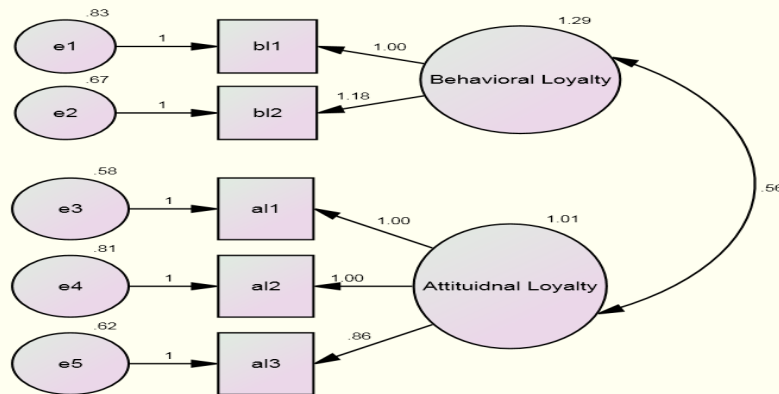 .83
e1
1
bl1
1.00
1.29
Behavioral Loyalty
.67
e2
1
bl2
1.18
.56
.58
e3
1
al1
1.00
1.01
.81
e4
1
al2
1.00
Attituidnal Loyalty
.62
e5
1
al3
.86